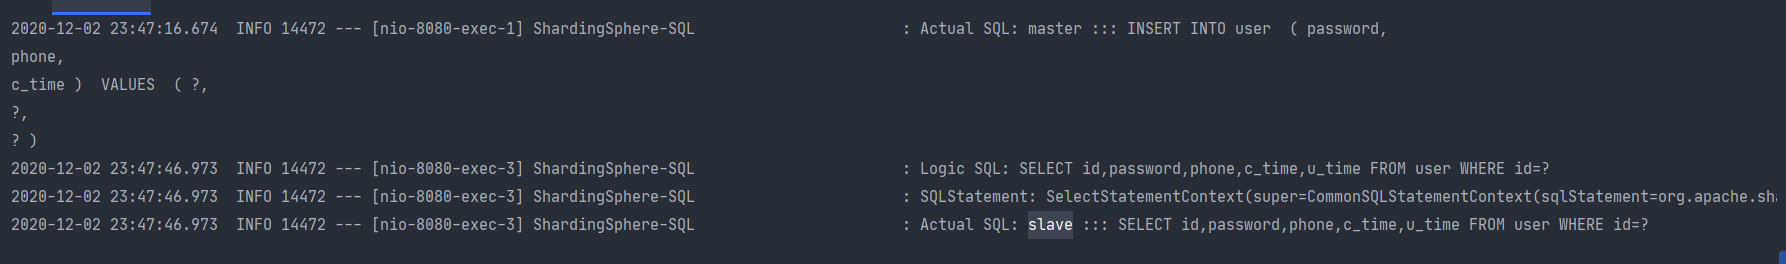 2020-12-02 23:47:16.674  INFO 14472 --- [nio-8080-exec-1] ShardingSphere-SQL                       : Actual SQL: master ::: INSERT INTO user  ( password,
phone,
c_time )  VALUES  ( ?,
?,
? )
2020-12-02 23:47:46.973  INFO 14472 --- [nio-8080-exec-3] ShardingSphere-SQL                       : Logic SQL: SELECT id,password,phone,c_time,u_time FROM user WHERE id=?
2020-12-02 23:47:46.973  INFO 14472 --- [nio-8080-exec-3] ShardingSphere-SQL                       : SQLStatement: SelectStatementContext(super=CommonSQLStatementContext(sqlStatement=org.apache.sha
2020-12-02 23:47:46.973  INFO 14472 --- [nio-8080-exec-3] ShardingSphere-SQL                       : Actual SQL: slave ::: SELECT id,password,phone,c_time,u_time FROM user WHERE id=?